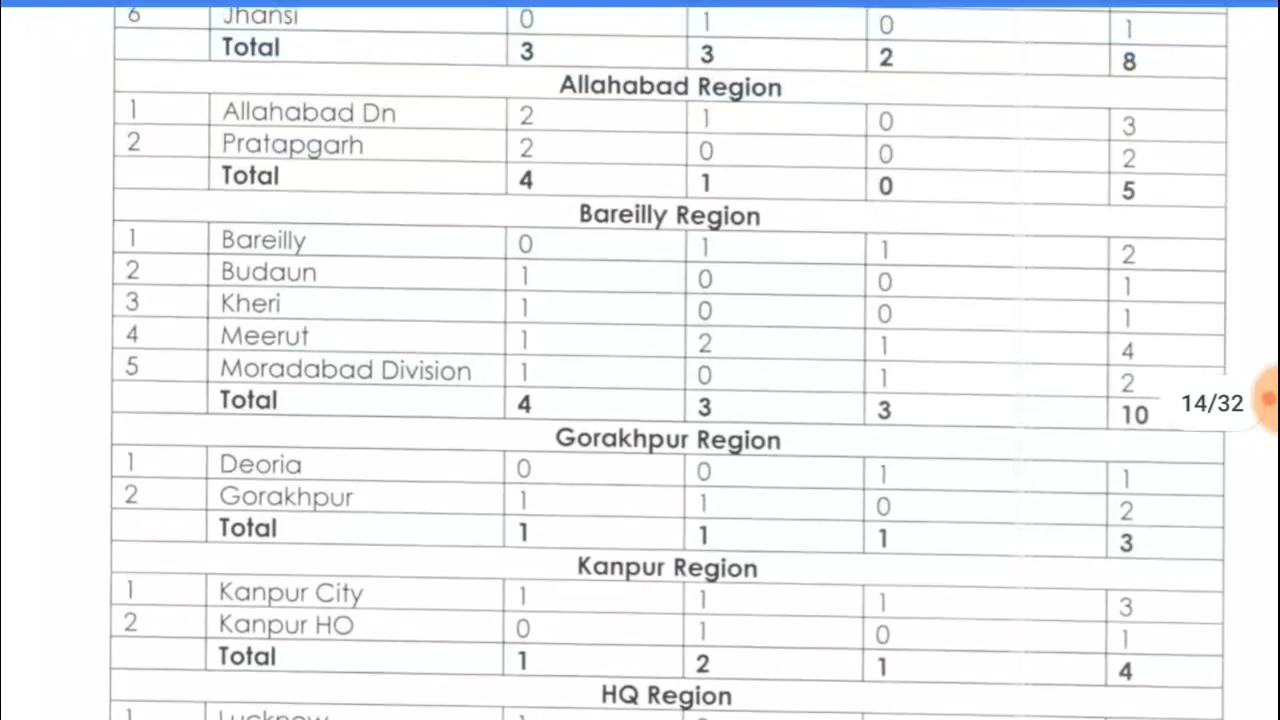 6 Jhansi 0 1 0 1
Total 3 3 2 8
Allahabad Region
1 Allahabad Dn 2 1 0 3
2 Pratapgarh 2 0 0 2
Total 4 1 0 5
Bareilly Region
1 Bareilly 0 1 1 2
2 Budaun 1 0 0 1
3 Kheri 1 0 0 1
4 Meerut 1 2 1 4
5 Moradabad Division 1 0 1 2
Total 4 3 3 10
14/32
Gorakhpur Region
1 Deoria 0 0 1 1
2 Gorakhpur 1 1 0 2
Total 1 1 1 3
Kanpur Region
1 Kanpur City 1 1 1 3
2 Kanpur HO 0 1 0 1
Total 1 2 1 4
HQ Region
1 Lucknow